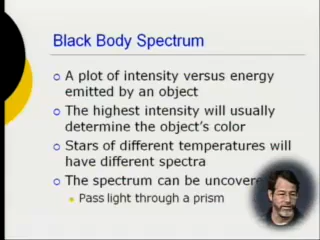 Black Body Spectrum
A plot of intensity versus energy
emitted by an object
The highest intensity will usually
determine the object's color
Stars of different temperatures will
have different spectra
The spectrum can be
Pass light through a prism